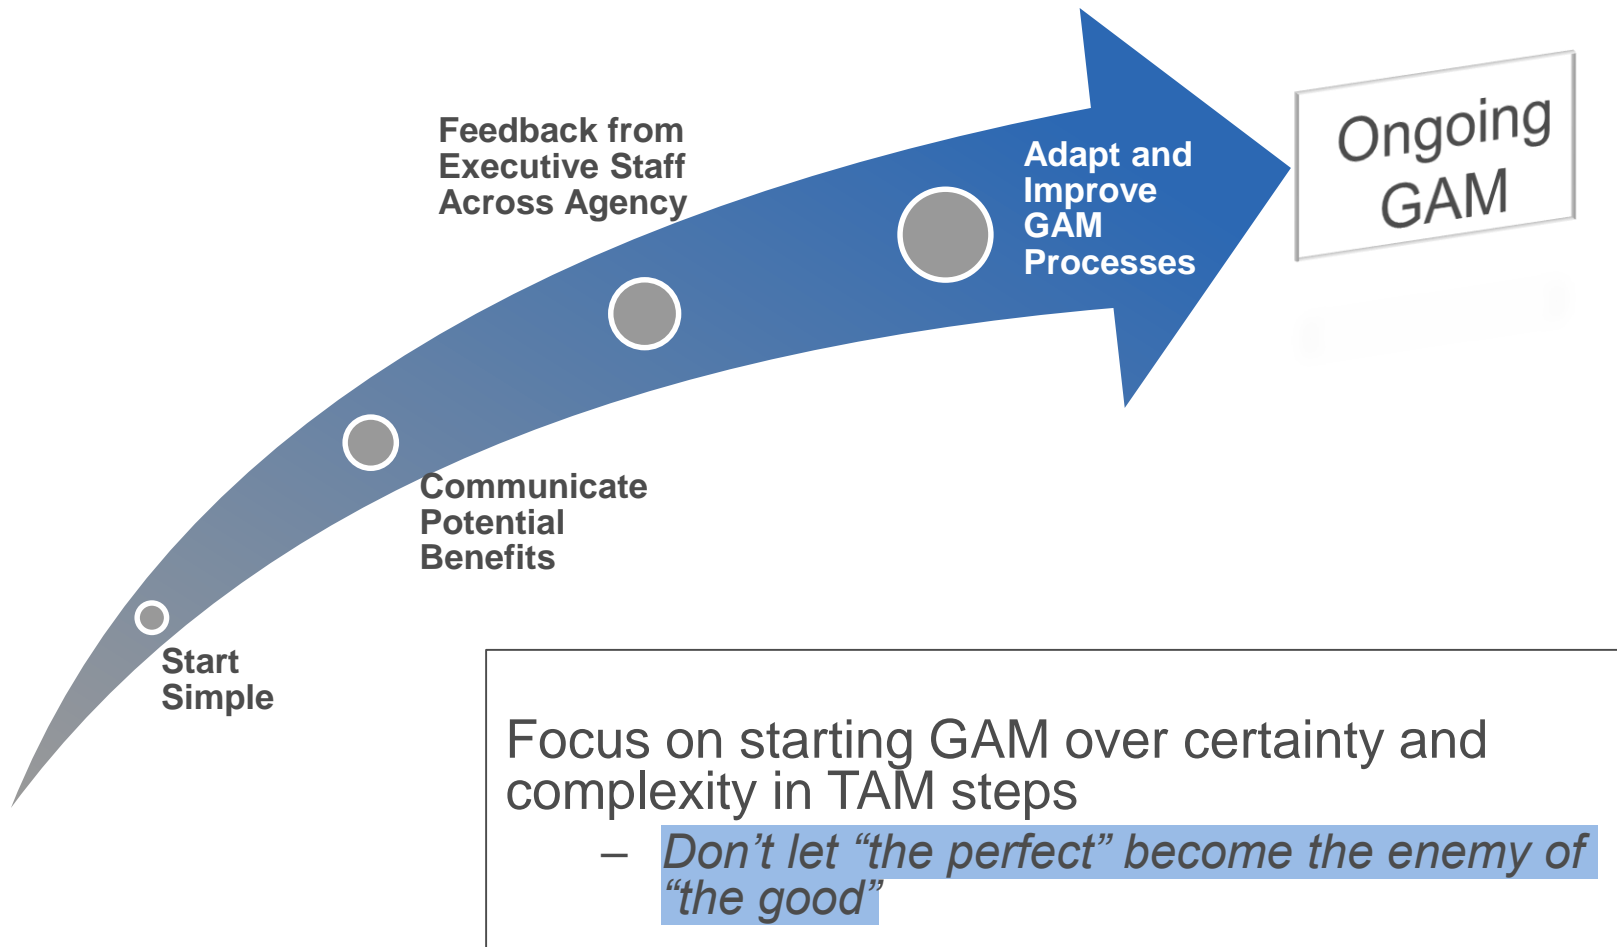 Feedback from
Executive Staff
Across Agency
Adapt and
Improve
GAM
Processes
Ongoing
GAM
Communicate
Potential
Benefits
Start
Simple
Focus on starting GAM over certainty and
complexity in TAM steps
– Don’t let “the perfect” become the enemy of
“the good”